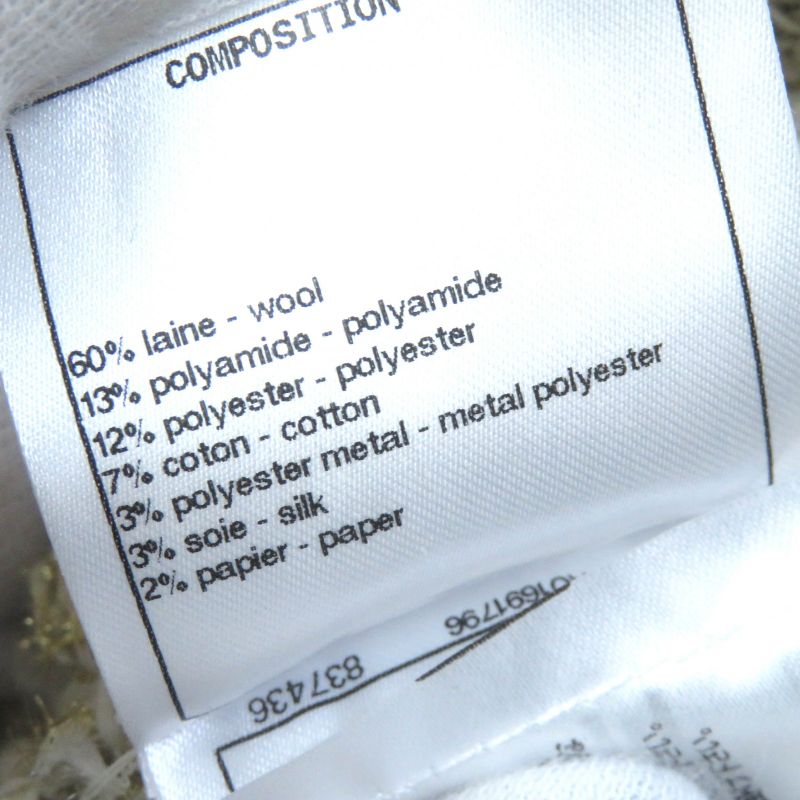 COMPOSITION
60% laine - wool
13% polyamide - polyamide
12% polyester - polyester
7% coton - cotton
3% polyester metal - metal polyester
3% soie - silk
2% papier - paper
837436